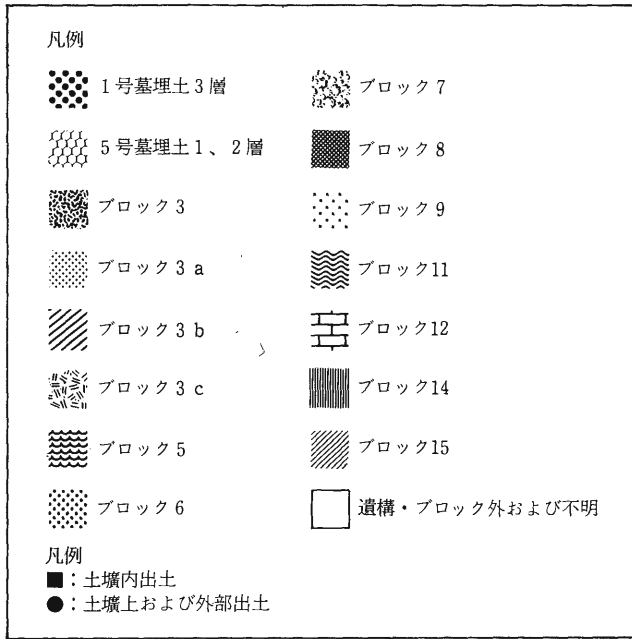 凡例
1号墓埋土3層
5号墓埋土1、2層
ブロック3
ブロック3 a
ブロック3 b
ブロック3 c
ブロック5
ブロック6
ブロック7
ブロック8
ブロック9
ブロック11
ブロック12
ブロック14
ブロック15
遺構・ブロック外および不明
凡例
■：土壙内出土
●：土壙上および外部出土